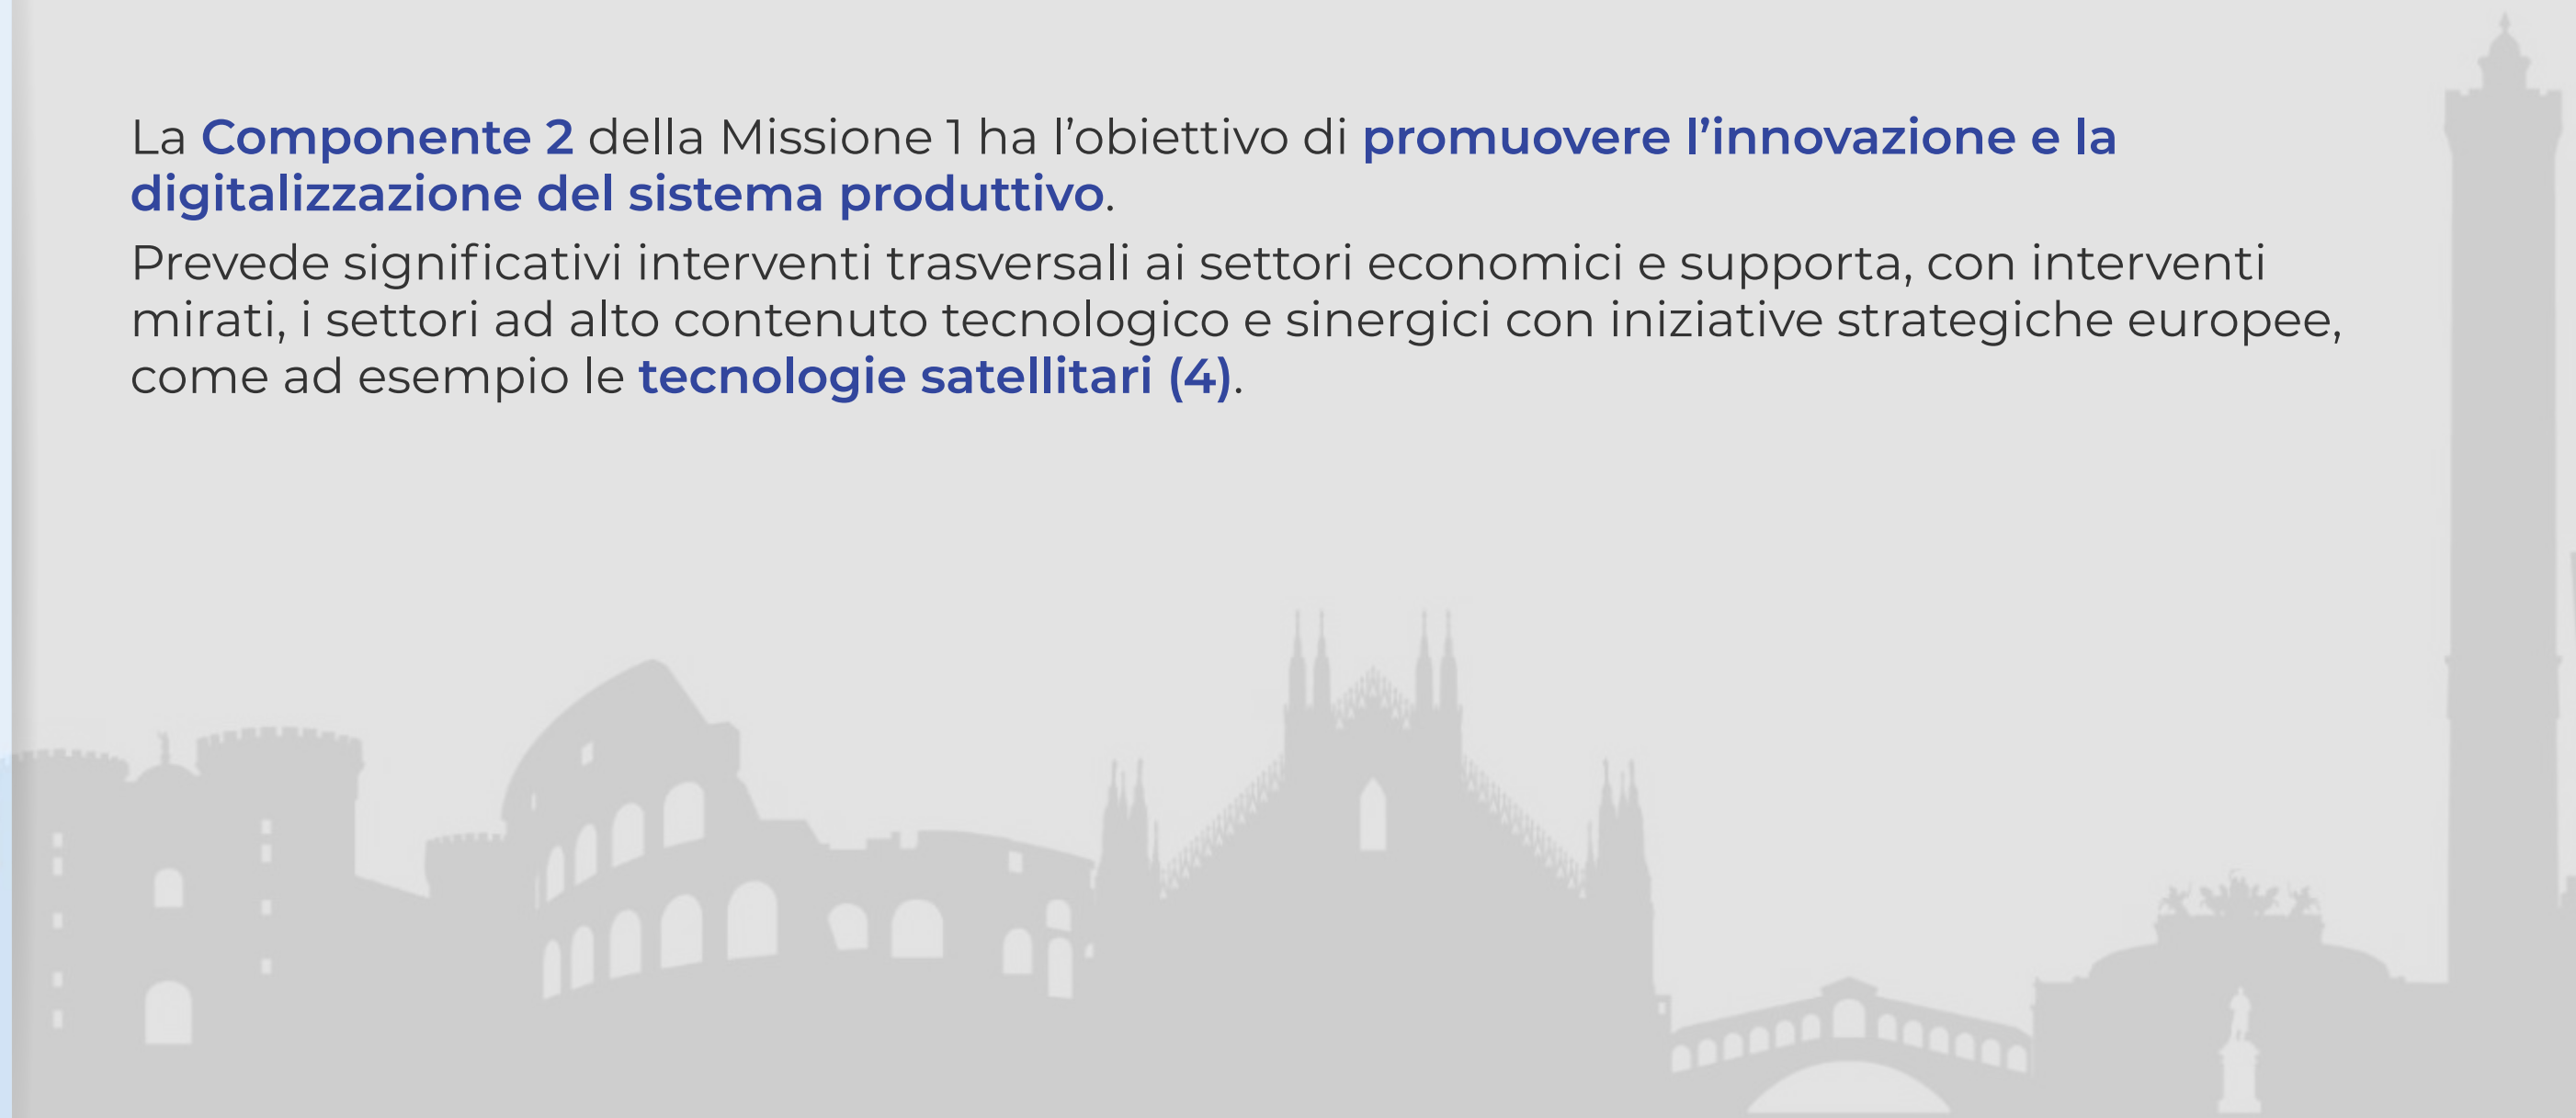 La Componente 2 della Missione 1 ha l’obiettivo di promuovere l’innovazione e la
digitalizzazione del sistema produttivo.
Prevede significativi interventi trasversali ai settori economici e supporta, con interventi
mirati, i settori ad alto contenuto tecnologico e sinergici con iniziative strategiche europee,
come ad esempio le tecnologie satellitari (4).